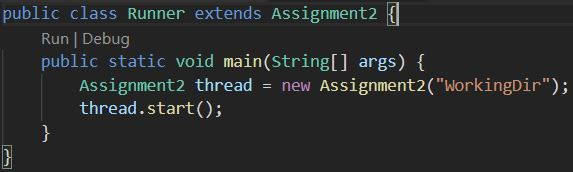 public class Runner extends Assignment2 {
Run | Debug
public static void main(String[] args) {
Assignment2 thread = new Assignment2("WorkingDir");
thread.start();
}
}